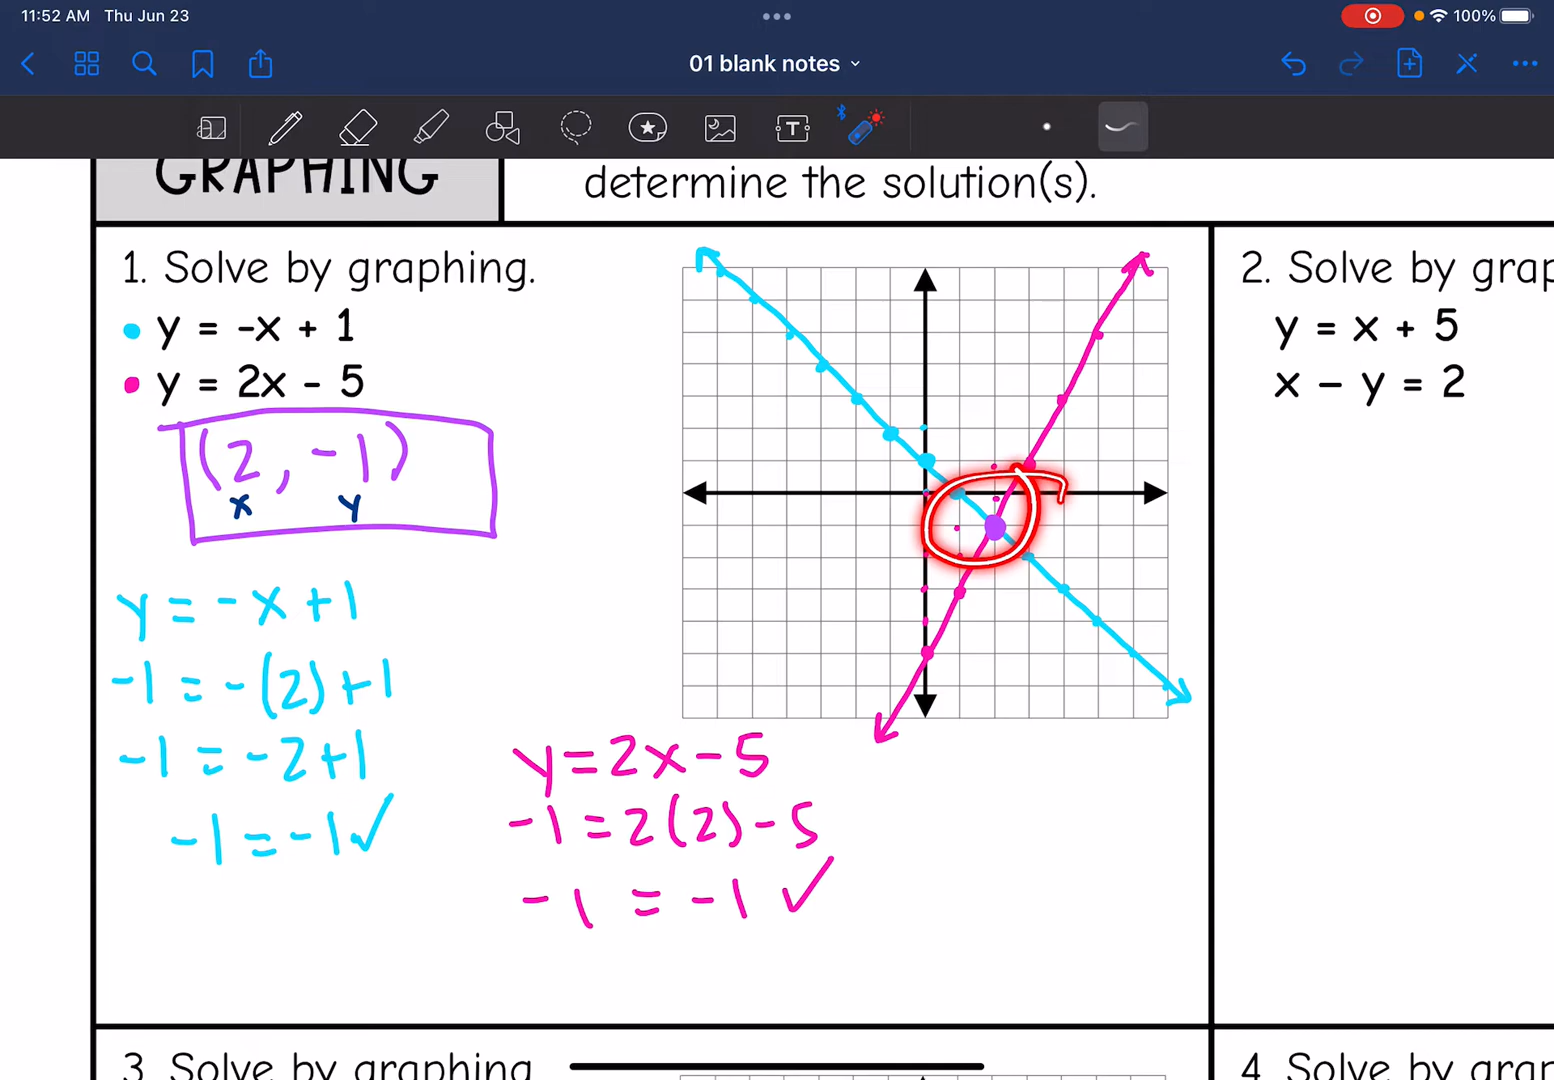 11:52 AM Thu Jun 23
100%
01 blank notes
T
GRAPHING
determine the solution(s).
1. Solve by graphing.
y = -x + 1
y = 2x - 5
(2, -1)
x y
y = -x + 1
-1 = -(2) + 1
-1 = -2 + 1
-1 = -1 ✓
y = 2x - 5
-1 = 2(2) - 5
-1 = -1 ✓
2. Solve by grap
y = x + 5
x – y = 2
3. Solve by graphing
4. Solve by grap